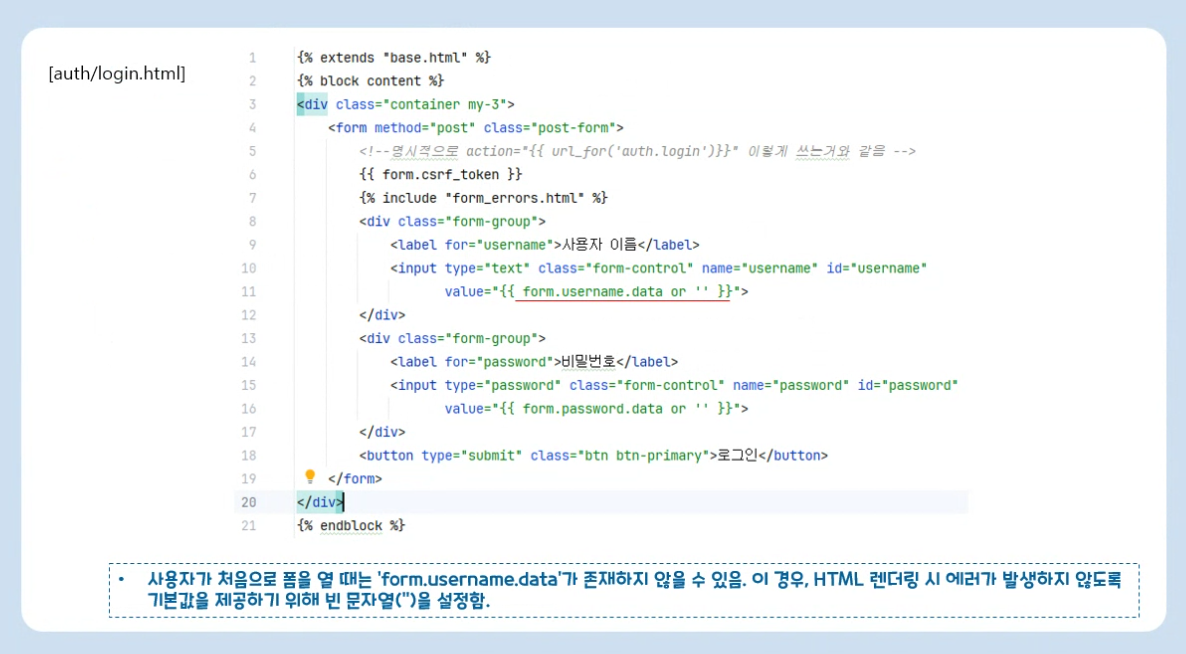 [auth/login.html]
1 {% extends "base.html" %}
2 {% block content %}
3 <div class="container my-3">
4 <form method="post" class="post-form">
5 <!--명시적으로 action="{{ url_for('auth.login')}}" 이렇게 쓰는거와 같음 -->
6 {{ form.csrf_token }}
7 {% include "form_errors.html" %}
8 <div class="form-group">
9 <label for="username">사용자 이름</label>
10 <input type="text" class="form-control" name="username" id="username"
11 value="{{ form.username.data or '' }}">
12 </div>
13 <div class="form-group">
14 <label for="password">비밀번호</label>
15 <input type="password" class="form-control" name="password" id="password"
16 value="{{ form.password.data or '' }}">
17 </div>
18 <button type="submit" class="btn btn-primary">로그인</button>
19 </form>
20 </div>
21 {% endblock %}
• 사용자가 처음으로 폼을 열 때는 'form.username.data'가 존재하지 않을 수 있음. 이 경우, HTML 렌더링 시 에러가 발생하지 않도록
기본값을 제공하기 위해 빈 문자열('')을 설정함.